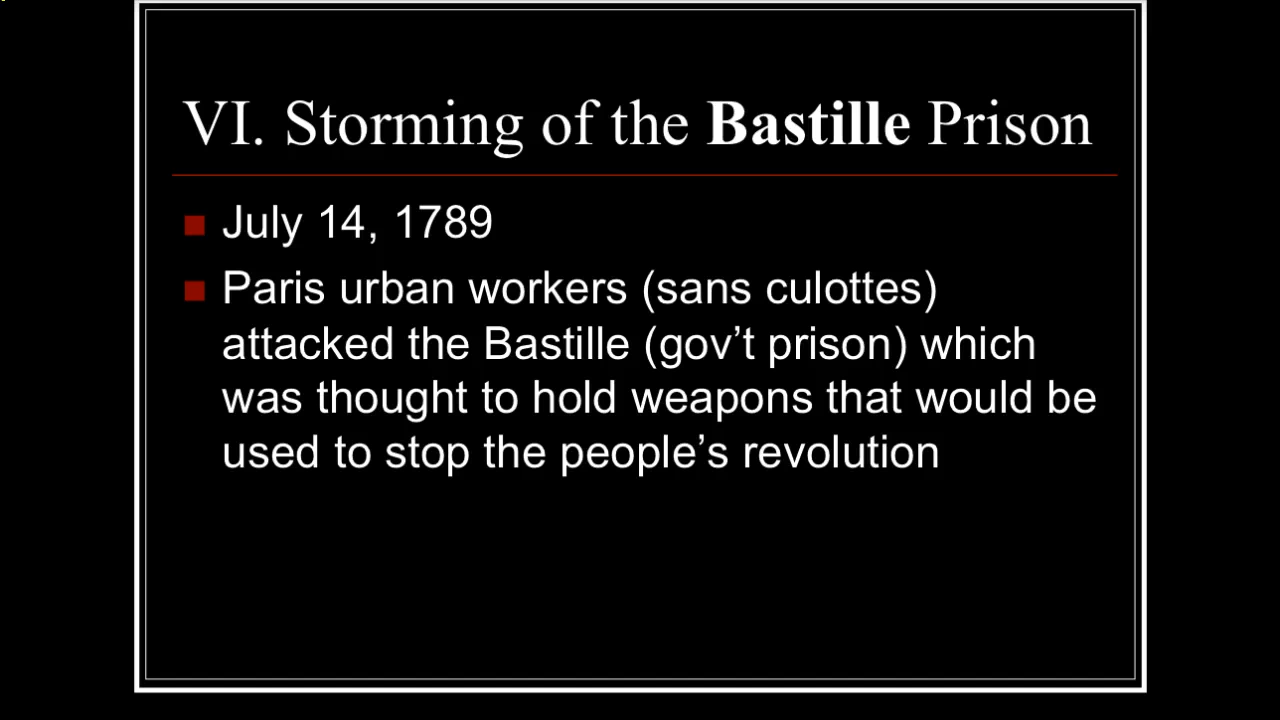 VI. Storming of the Bastille Prison
July 14, 1789
Paris urban workers (sans culottes)
attacked the Bastille (gov’t prison) which
was thought to hold weapons that would be
used to stop the people’s revolution